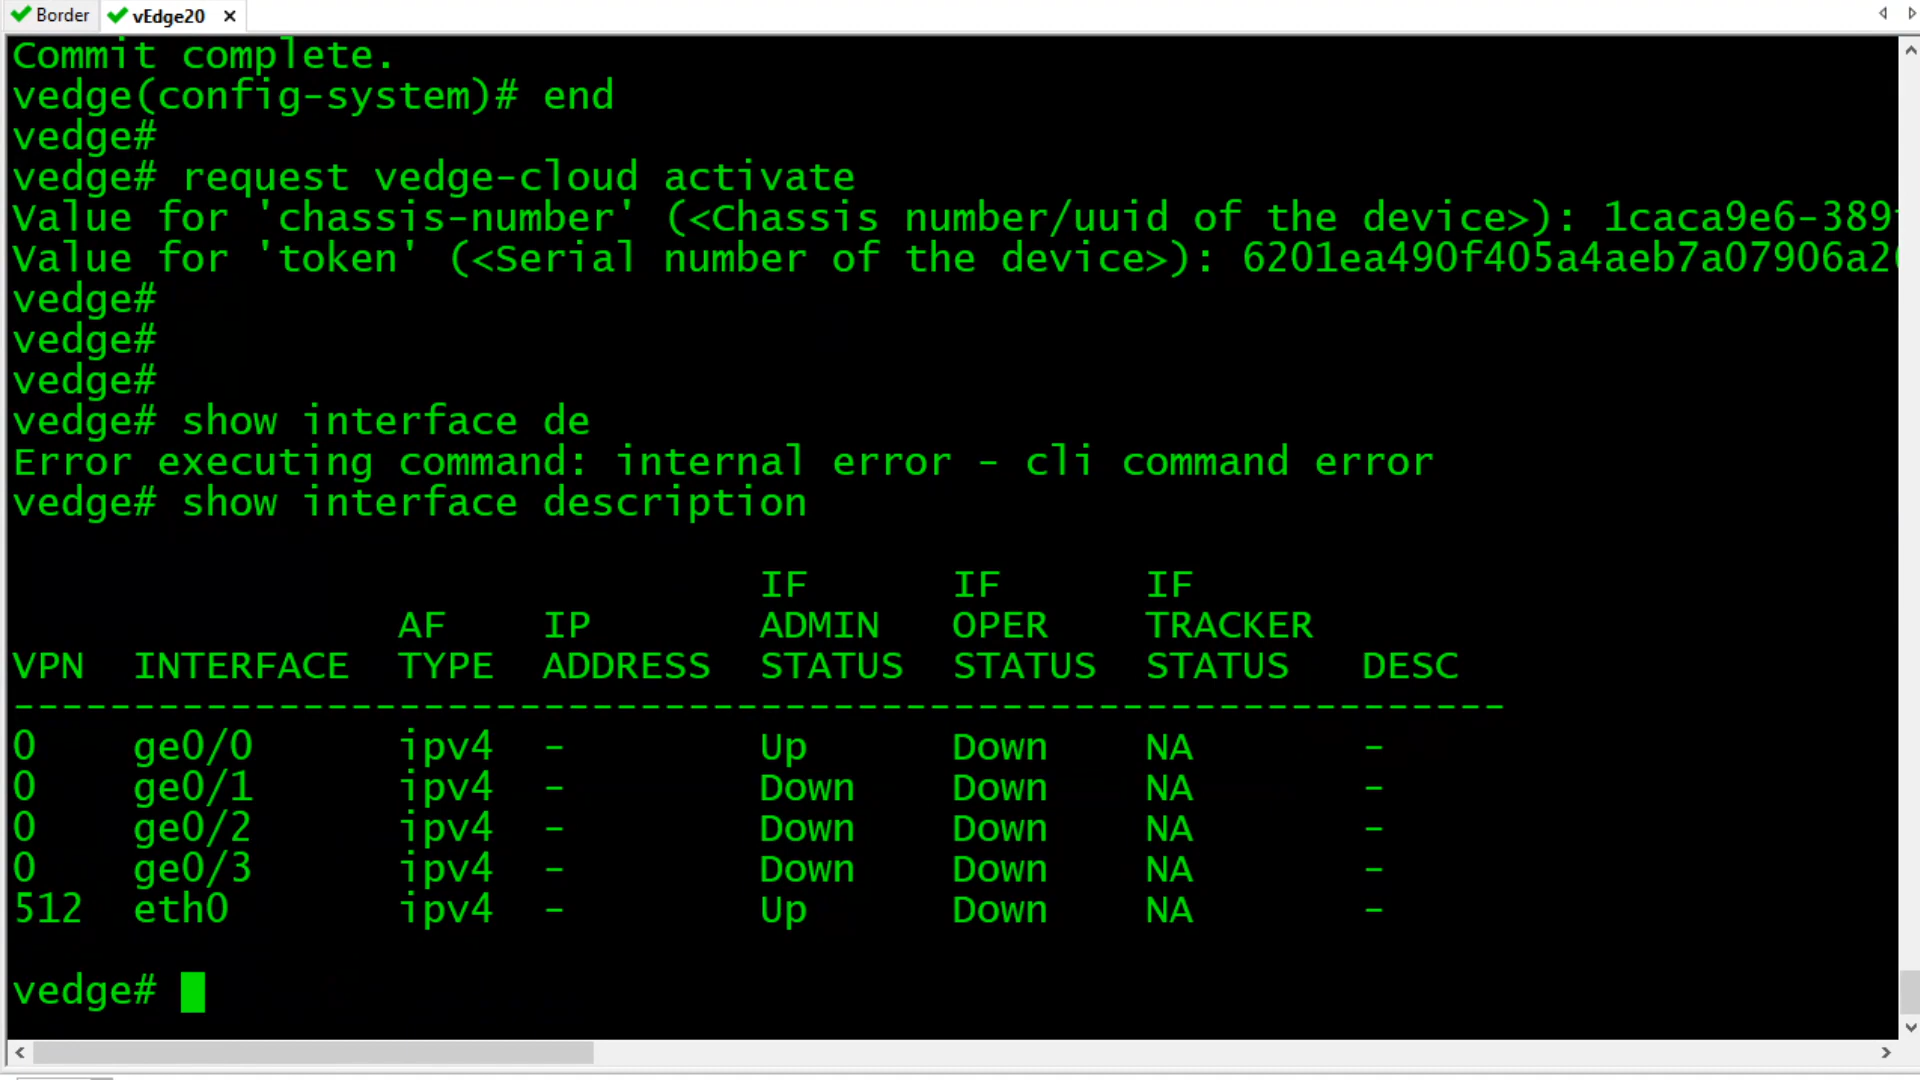 Border
vEdge20
Commit complete.
vedge(config-system)# end
vedge#
vedge# request vedge-cloud activate
Value for 'chassis-number' (<Chassis number/uuid of the device>): 1caca9e6-389
Value for 'token' (<Serial number of the device>): 6201ea490f405a4aeb7a07906a2
vedge#
vedge#
vedge#
vedge# show interface de
Error executing command: internal error - cli command error
vedge# show interface description
IF IF IF
AF IP ADMIN OPER TRACKER
VPN INTERFACE TYPE ADDRESS STATUS STATUS STATUS DESC
--------------------------------------------------------------
0 ge0/0 ipv4 - Up Down NA -
0 ge0/1 ipv4 - Down Down NA -
0 ge0/2 ipv4 - Down Down NA -
0 ge0/3 ipv4 - Down Down NA -
512 eth0 ipv4 - Up Down NA -
vedge#